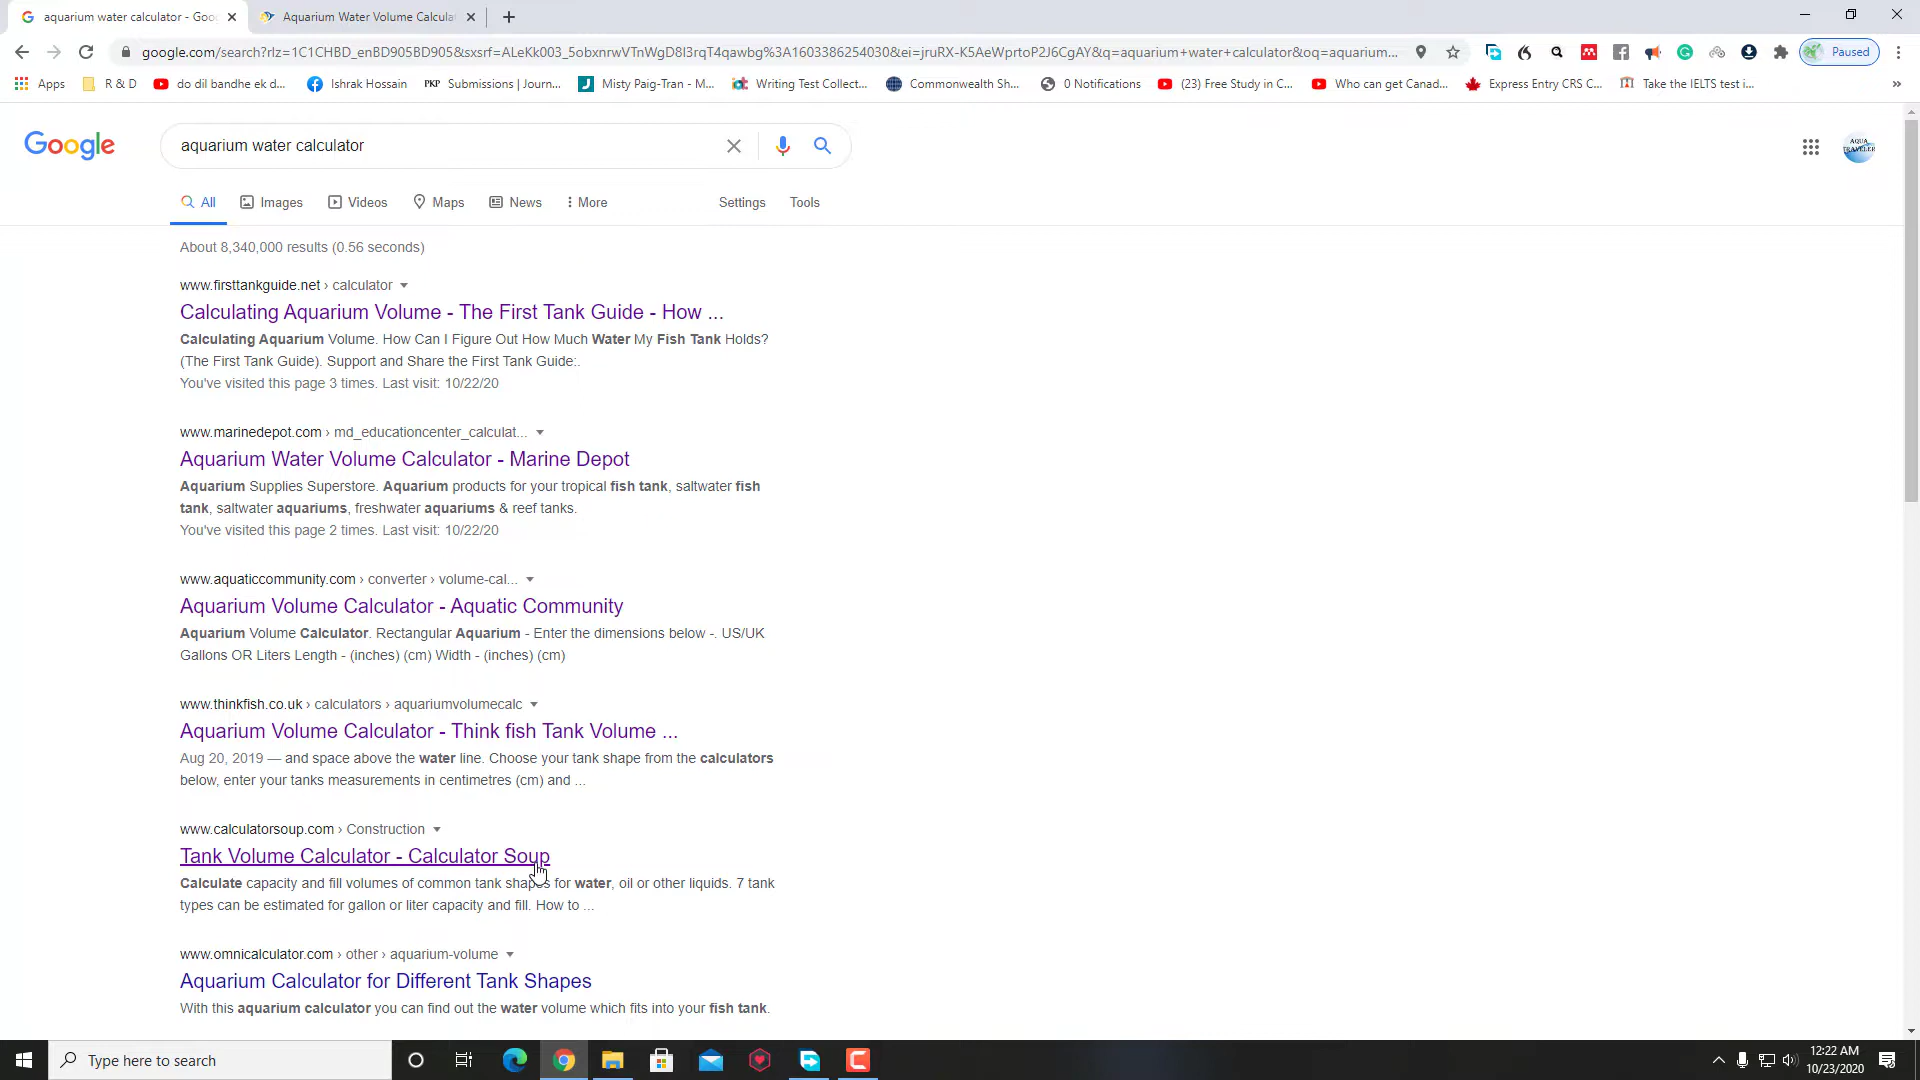 aquarium water calculator - Goo
Aquarium Water Volume Calculat
google.com/search?rlz=1C1CHBD_enBD905BD905&sxsrf=ALeKk003_5obxnrwVTnWgD8I3rqT4qawbg%3A1603386254030&ei=jruRX-K5AeWprtoP2J6CgAY&q=aquarium+water+calculator&oq=aquarium...
Paused
Apps R & D do dil bandhe ek d... Ishrak Hossain PKP Submissions | Journ... Misty Paig-Tran - M... Writing Test Collect... Commonwealth Sh... 0 Notifications (23) Free Study in C... Who can get Canad... Express Entry CRS C... Take the IELTS test i... »
Google
aquarium water calculator
AQUA TRAVELER
All Images Videos Maps News More Settings Tools
About 8,340,000 results (0.56 seconds)
www.firsttankguide.net › calculator
Calculating Aquarium Volume - The First Tank Guide - How ...
Calculating Aquarium Volume. How Can I Figure Out How Much Water My Fish Tank Holds?
(The First Tank Guide). Support and Share the First Tank Guide:.
You've visited this page 3 times. Last visit: 10/22/20
www.marinedepot.com › md_educationcenter_calculat...
Aquarium Water Volume Calculator - Marine Depot
Aquarium Supplies Superstore. Aquarium products for your tropical fish tank, saltwater fish
tank, saltwater aquariums, freshwater aquariums & reef tanks.
You've visited this page 2 times. Last visit: 10/22/20
www.aquaticcommunity.com › converter › volume-cal...
Aquarium Volume Calculator - Aquatic Community
Aquarium Volume Calculator. Rectangular Aquarium - Enter the dimensions below -. US/UK
Gallons OR Liters Length - (inches) (cm) Width - (inches) (cm)
www.thinkfish.co.uk › calculators › aquariumvolumecalc
Aquarium Volume Calculator - Think fish Tank Volume ...
Aug 20, 2019 — and space above the water line. Choose your tank shape from the calculators
below, enter your tanks measurements in centimetres (cm) and ...
www.calculatorsoup.com › Construction
Tank Volume Calculator - Calculator Soup
Calculate capacity and fill volumes of common tank shapes for water, oil or other liquids. 7 tank
types can be estimated for gallon or liter capacity and fill. How to ...
www.omnicalculator.com › other › aquarium-volume
Aquarium Calculator for Different Tank Shapes
With this aquarium calculator you can find out the water volume which fits into your fish tank.
Type here to search
12:22 AM
10/23/2020